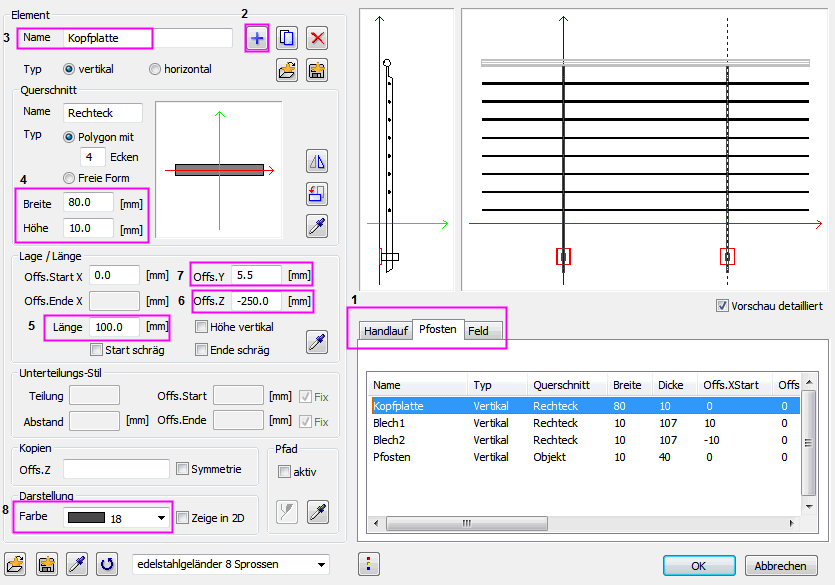 Element
2
3 Name Kopfplatte
Typ vertikal horizontal
Querschnitt
Name Rechteck
Typ Polygon mit
4 Ecken
Freie Form
4
Breite 80.0 [mm]
Höhe 10.0 [mm]
Lage / Länge
Offs.Start X 0.0 [mm] 7 Offs.Y 5.5 [mm]
Offs.Ende X [mm] 6 Offs.Z -250.0 [mm]
5 Länge 100.0 [mm] Höhe vertikal
Start schräg Ende schräg
Unterteilungs-Stil
Teilung Offs.Start [mm] Fix
Abstand [mm] Offs.Ende [mm] Fix
Kopien
Offs.Z Symmetrie
Pfad
aktiv
Darstellung
8 Farbe 18 Zeige in 2D
edelstahlgeländer 8 Sprossen
Vorschau detailliert
1
Handlauf Pfosten Feld
Name Typ Querschnitt Breite Dicke Offs.XStart Offs
Kopfplatte Vertikal Rechteck 80 10 0 0
Blech1 Vertikal Rechteck 10 107 10 0
Blech2 Vertikal Rechteck 10 107 -10 0
Pfosten Vertikal Objekt 10 40 0 0
OK Abbrechen